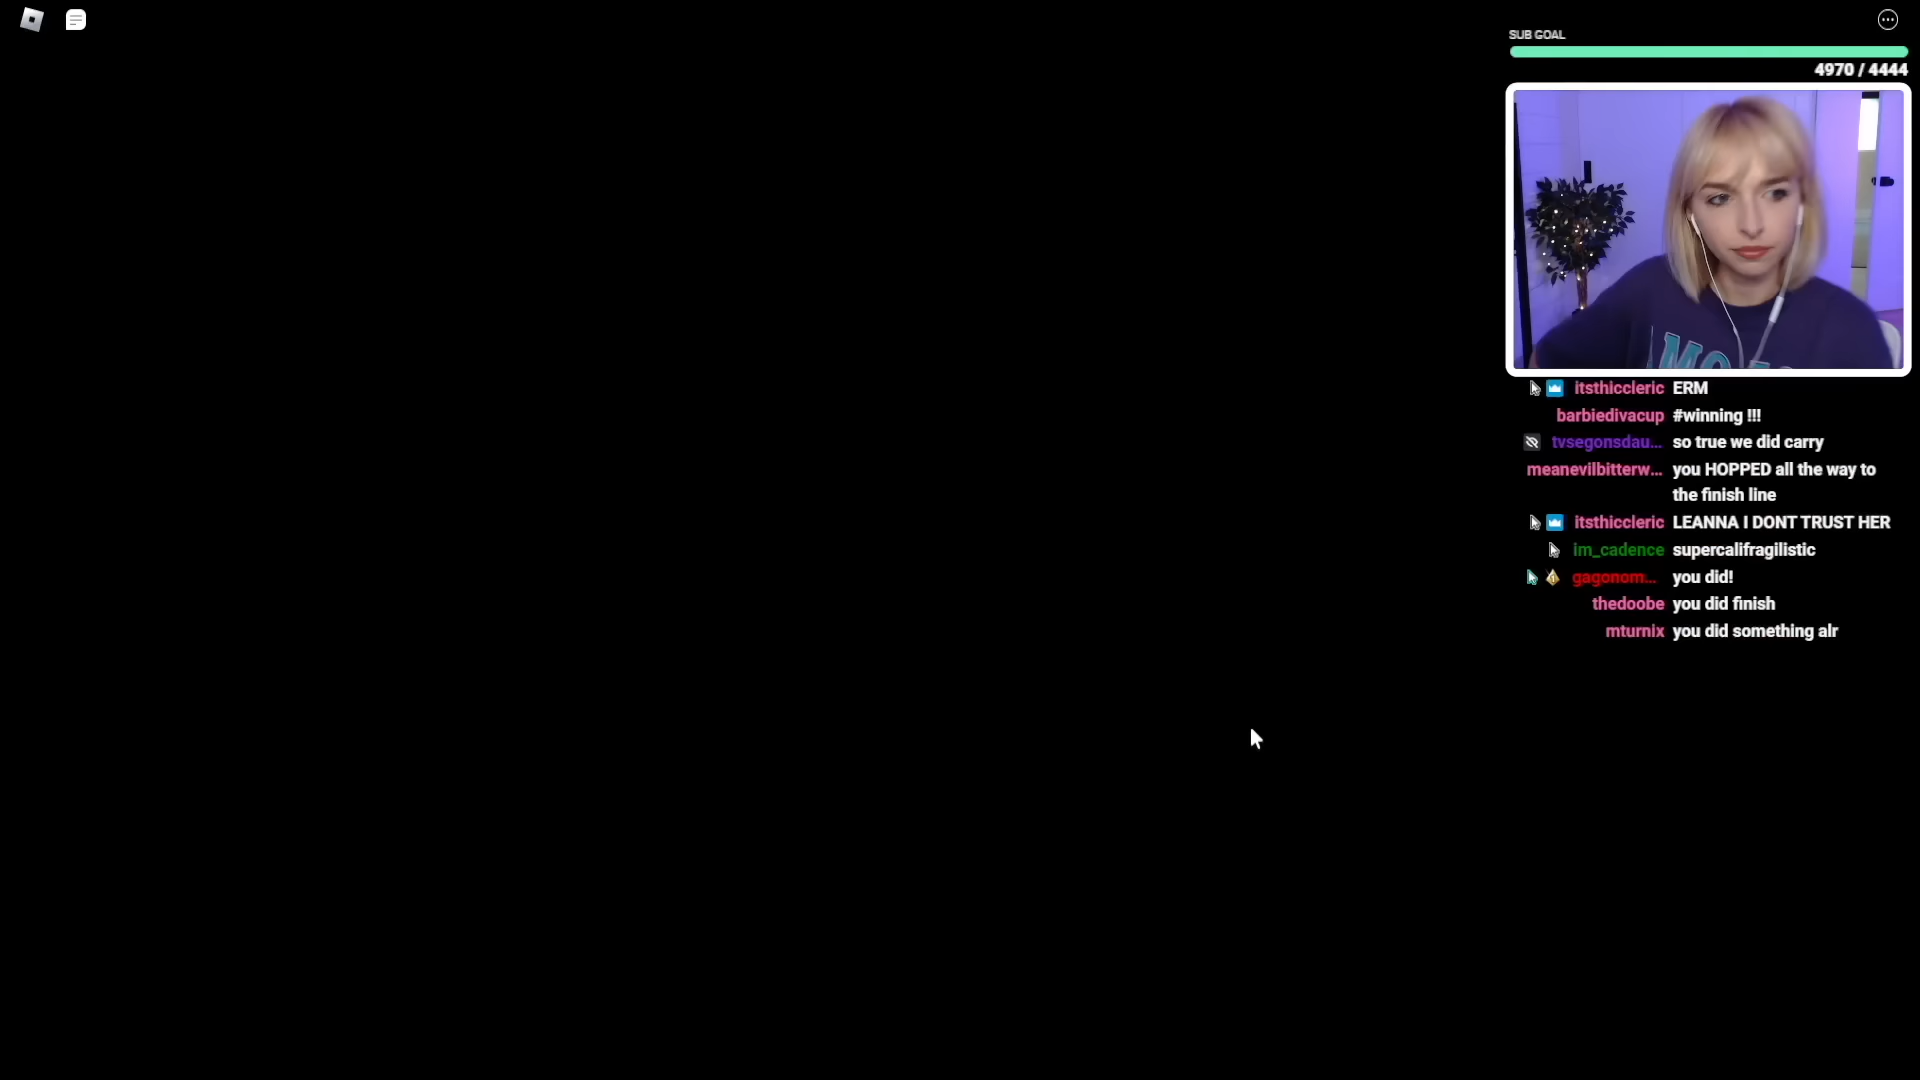 SUB GOAL
4970 / 4444
itsthiccleric ERM
barbiedivacup #winning !!!
tvsegonsdau... so true we did carry
meanevilbitterw... you HOPPED all the way to
the finish line
itsthiccleric LEANNA I DONT TRUST HER
im_cadence supercalifragilistic
gagonom... you did!
thedoobe you did finish
mturnix you did something alr